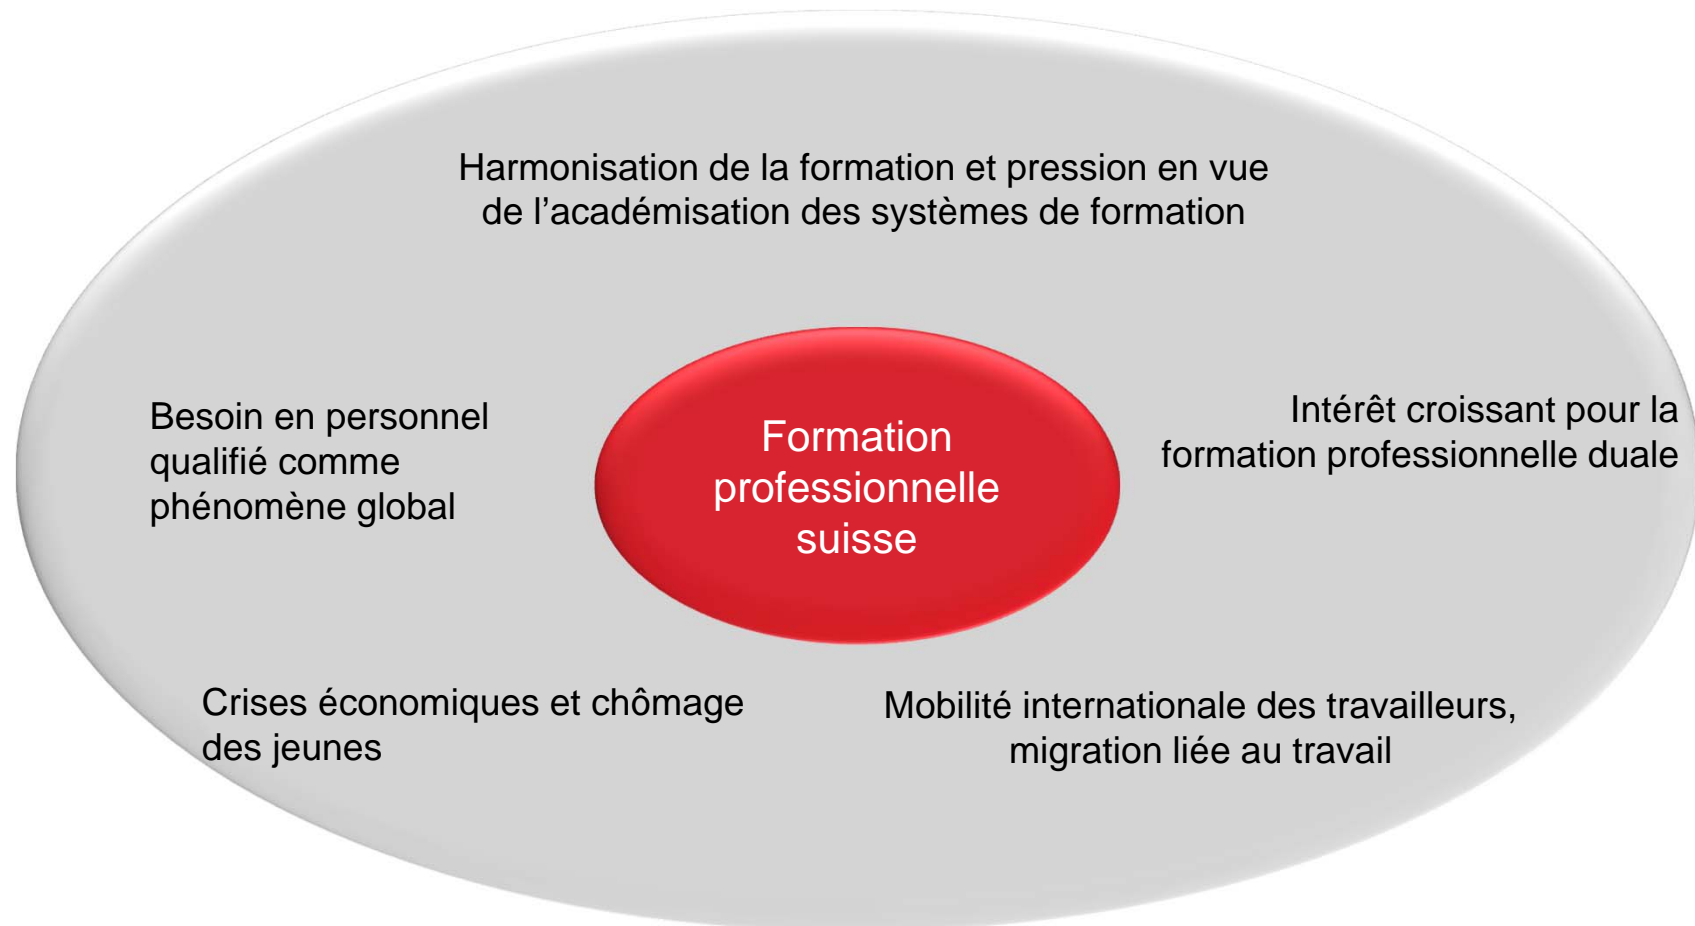 Harmonisation de la formation et pression en vue
de l’académisation des systèmes de formation
Besoin en personnel
qualifié comme
phénomène global
Formation
professionnelle
suisse
Intérêt croissant pour la
formation professionnelle duale
Crises économiques et chômage
des jeunes
Mobilité internationale des travailleurs,
migration liée au travail